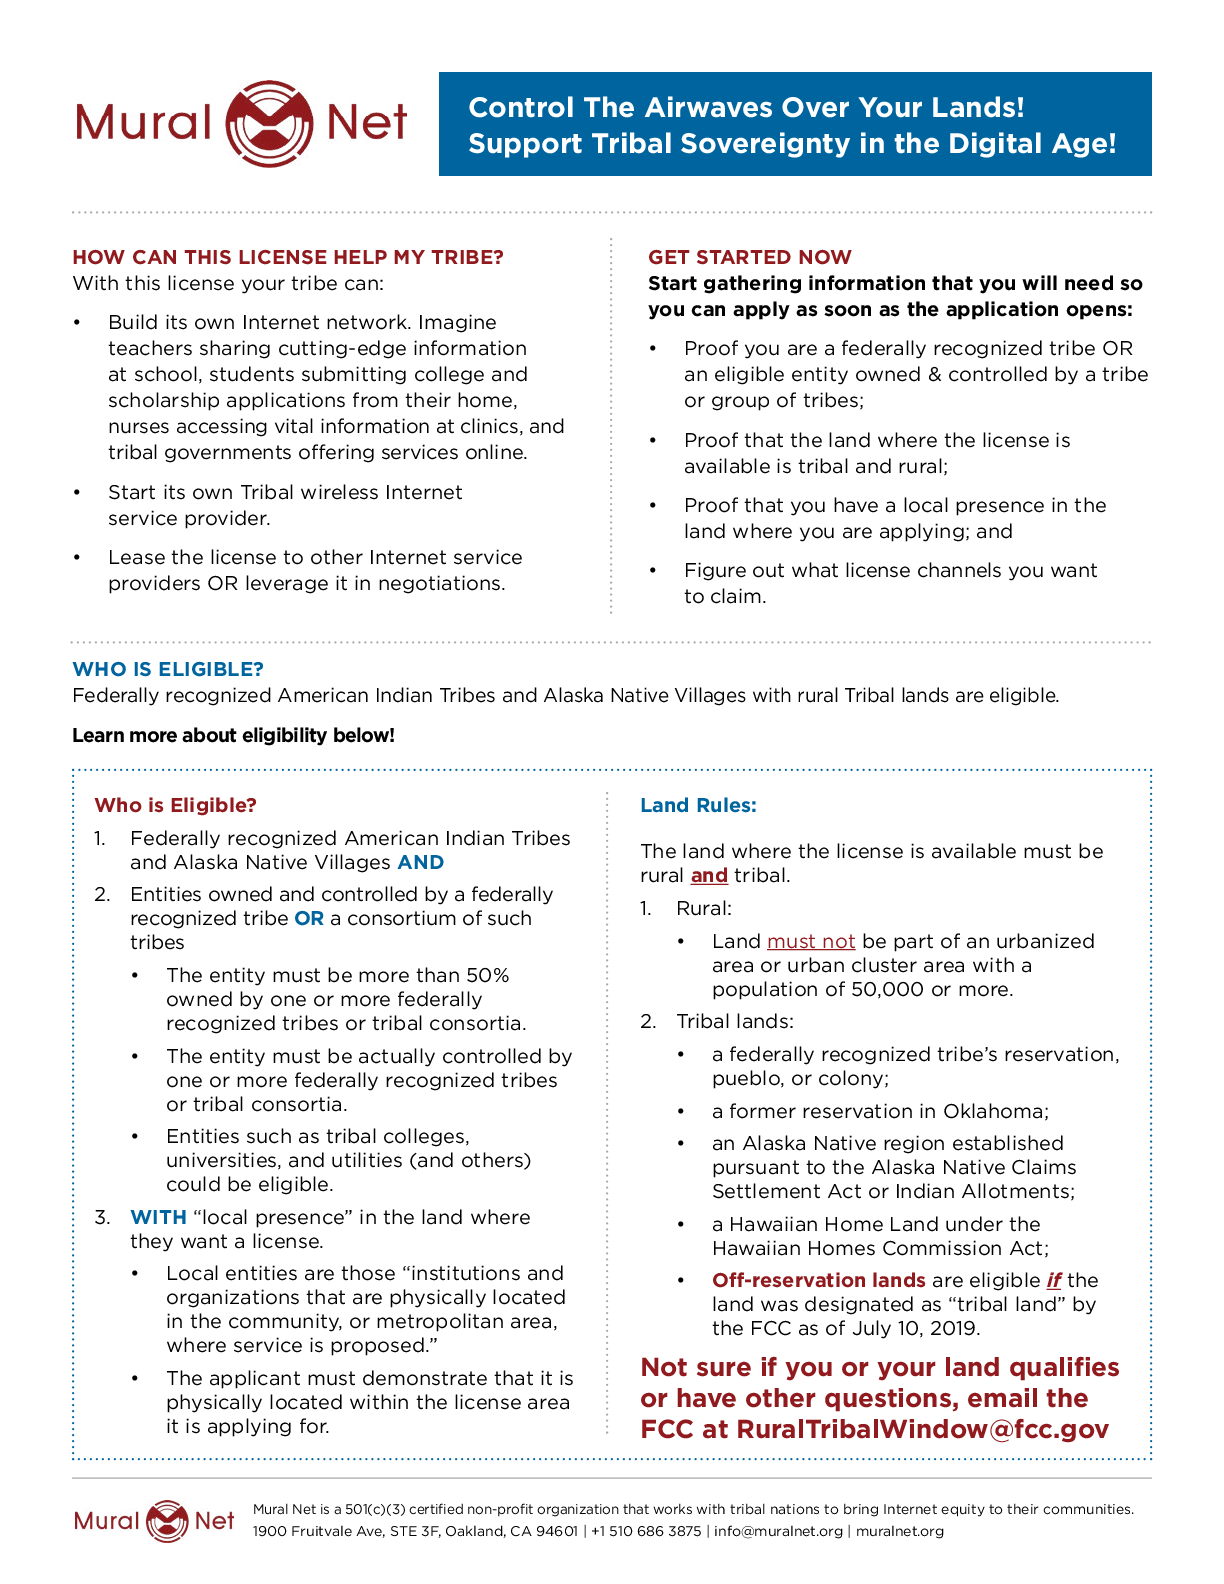 Mural Net
Control The Airwaves Over Your Lands!
Support Tribal Sovereignty in the Digital Age!
HOW CAN THIS LICENSE HELP MY TRIBE?
With this license your tribe can:
• Build its own Internet network. Imagine
teachers sharing cutting-edge information
at school, students submitting college and
scholarship applications from their home,
nurses accessing vital information at clinics, and
tribal governments offering services online.
• Start its own Tribal wireless Internet
service provider.
• Lease the license to other Internet service
providers OR leverage it in negotiations.
GET STARTED NOW
Start gathering information that you will need so
you can apply as soon as the application opens:
• Proof you are a federally recognized tribe OR
an eligible entity owned & controlled by a tribe
or group of tribes;
• Proof that the land where the license is
available is tribal and rural;
• Proof that you have a local presence in the
land where you are applying; and
• Figure out what license channels you want
to claim.
WHO IS ELIGIBLE?
Federally recognized American Indian Tribes and Alaska Native Villages with rural Tribal lands are eligible.
Learn more about eligibility below!
Who is Eligible?
1. Federally recognized American Indian Tribes
and Alaska Native Villages AND
2. Entities owned and controlled by a federally
recognized tribe OR a consortium of such
tribes
• The entity must be more than 50%
owned by one or more federally
recognized tribes or tribal consortia.
• The entity must be actually controlled by
one or more federally recognized tribes
or tribal consortia.
• Entities such as tribal colleges,
universities, and utilities (and others)
could be eligible.
3. WITH “local presence” in the land where
they want a license.
• Local entities are those “institutions and
organizations that are physically located
in the community, or metropolitan area,
where service is proposed.”
• The applicant must demonstrate that it is
physically located within the license area
it is applying for.
Land Rules:
The land where the license is available must be
rural and tribal.
1. Rural:
• Land must not be part of an urbanized
area or urban cluster area with a
population of 50,000 or more.
2. Tribal lands:
• a federally recognized tribe’s reservation,
pueblo, or colony;
• a former reservation in Oklahoma;
• an Alaska Native region established
pursuant to the Alaska Native Claims
Settlement Act or Indian Allotments;
• a Hawaiian Home Land under the
Hawaiian Homes Commission Act;
• Off-reservation lands are eligible if the
land was designated as “tribal land” by
the FCC as of July 10, 2019.
Not sure if you or your land qualifies
or have other questions, email the
FCC at RuralTribalWindow@fcc.gov
Mural Net
Mural Net is a 501(c)(3) certified non-profit organization that works with tribal nations to bring Internet equity to their communities.
1900 Fruitvale Ave, STE 3F, Oakland, CA 94601 | +1 510 686 3875 | info@muralnet.org | muralnet.org